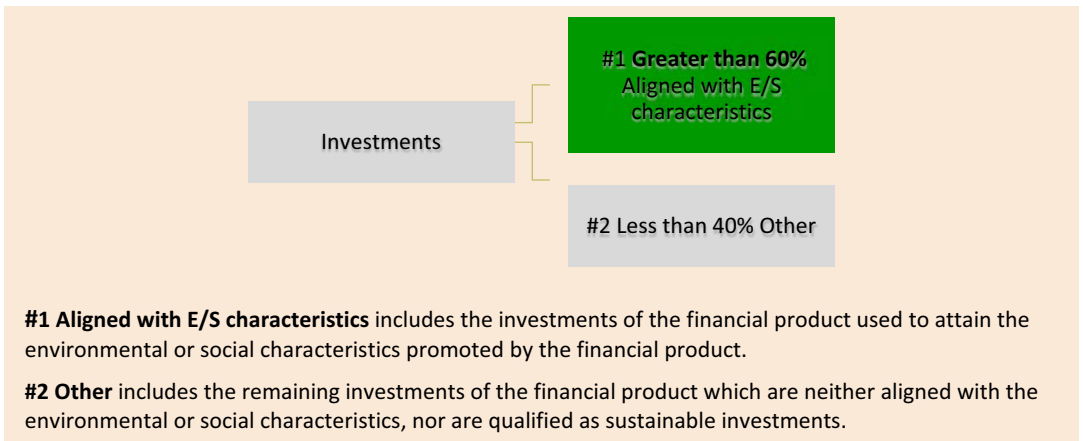 #1 Greater than 60%
Aligned with E/S
characteristics
Investments
#2 Less than 40% Other
#1 Aligned with E/S characteristics includes the investments of the financial product used to attain the
environmental or social characteristics promoted by the financial product.
#2 Other includes the remaining investments of the financial product which are neither aligned with the
environmental or social characteristics, nor are qualified as sustainable investments.